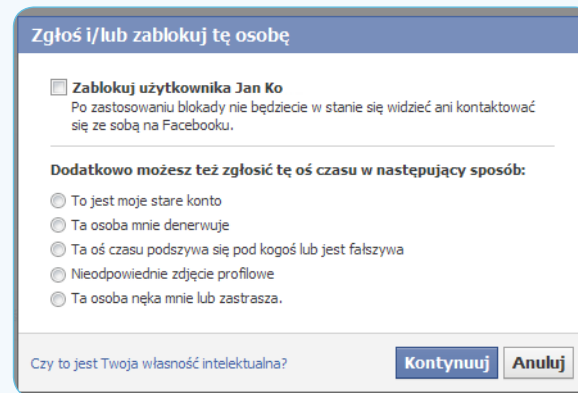 Zgłoś i/lub zablokuj tę osobę
Zablokuj użytkownika Jan Ko
Po zastosowaniu blokady nie będziecie w stanie się widzieć ani kontaktować
się ze sobą na Facebooku.
Dodatkowo możesz też zgłosić tę oś czasu w następujący sposób:
To jest moje stare konto
Ta osoba mnie denerwuje
Ta oś czasu podszywa się pod kogoś lub jest fałszywa
Nieodpowiednie zdjęcie profilowe
Ta osoba nęka mnie lub zastrasza.
Czy to jest Twoja własność intelektualna?
Kontynuuj
Anuluj